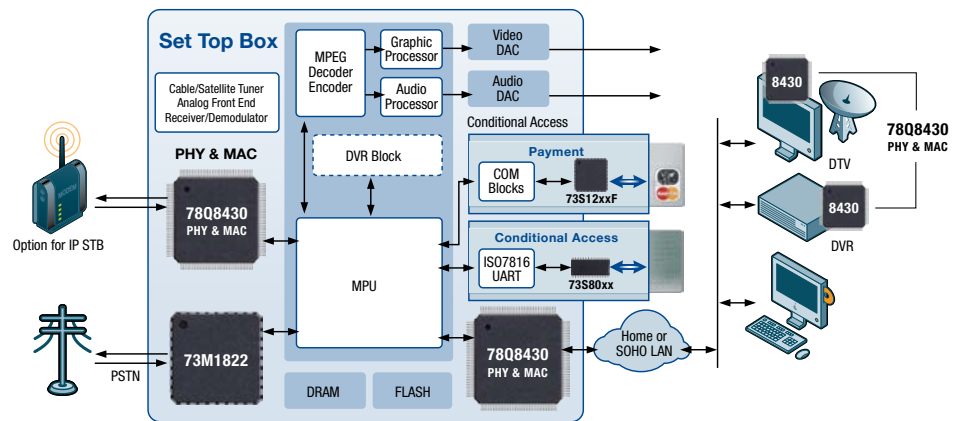 Set Top Box
Cable/Satellite Tuner
Analog Front End
Receiver/Demodulator
MPEG
Decoder
Encoder
Graphic
Processor
Audio
Processor
Video
DAC
Audio
DAC
DVR Block
MPU
DRAM
FLASH
PHY & MAC
78Q8430
PHY & MAC
MODEM
Option for IP STB
73M1822
PSTN
Conditional Access
Payment
COM
Blocks
73S12xxF
MasterCard
Conditional Access
ISO7816
UART
73S80xx
78Q8430
PHY & MAC
Home or
SOHO LAN
8430
DTV
78Q8430
PHY & MAC
8430
DVR